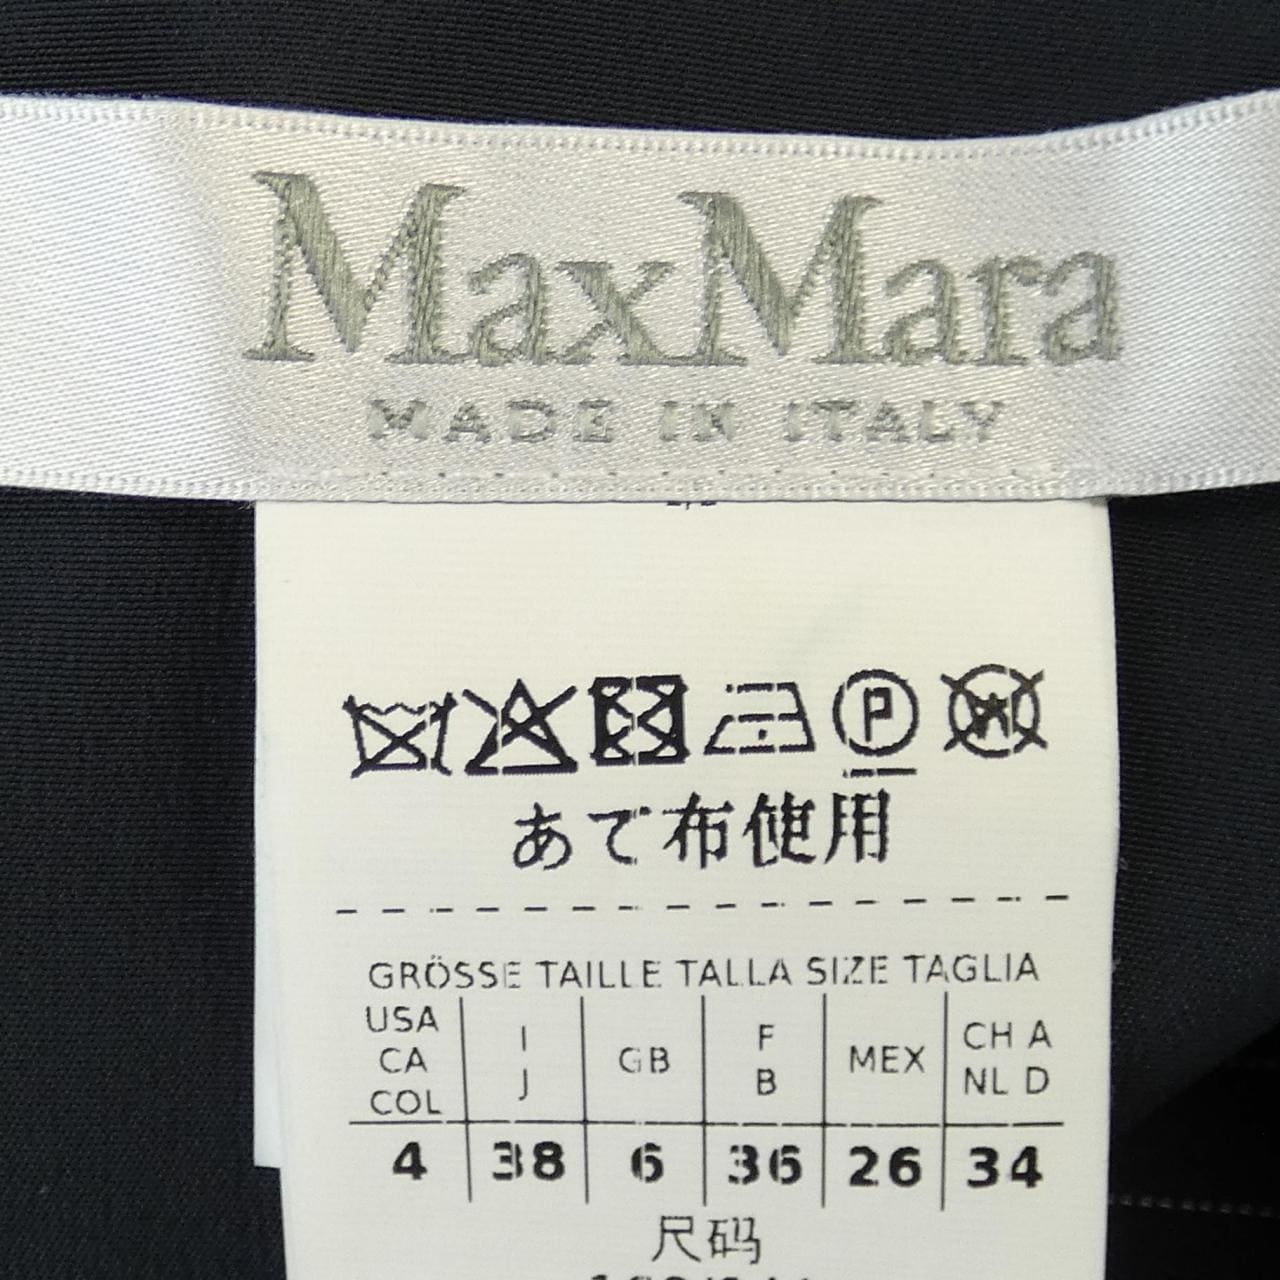 MaxMara
MADE IN ITALY
P
W
あて布使用
GRÖSSE TAILLE TALLA SIZE TAGLIA
USA CA COL I J GB F B MEX CH A NL D
4 38 6 36 26 34
尺码